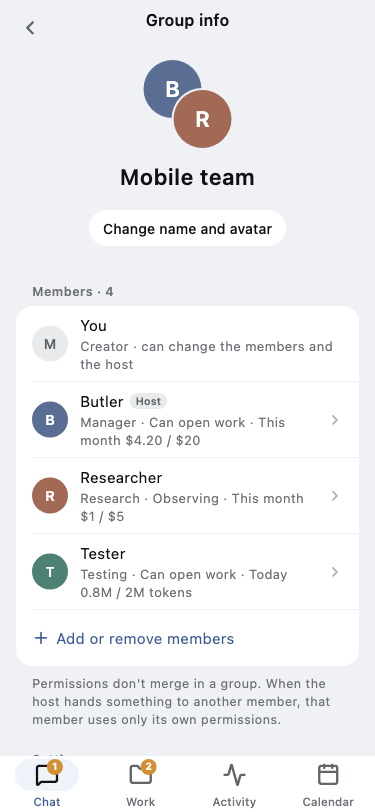 Group info
B
R
Mobile team
Change name and avatar
Members · 4
M
You
Creator · can change the members and
the host
B
Butler Host
Manager · Can open work · This
month $4.20 / $20
R
Researcher
Research · Observing · This month
$1 / $5
T
Tester
Testing · Can open work · Today
0.8M / 2M tokens
+ Add or remove members
Permissions don't merge in a group. When the
host hands something to another member, that
member uses only its own permissions.
1
2
Chat Work Activity Calendar